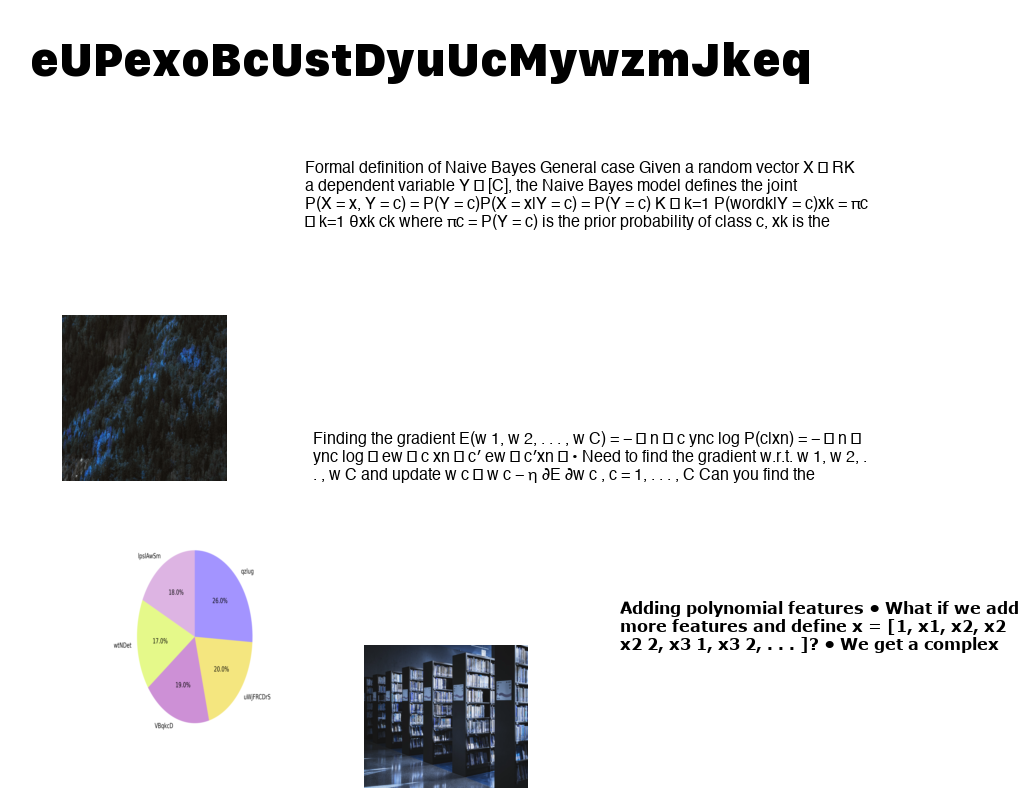 eUPexoBcUstDyuUcMywzmJkeq
Formal definition of Naive Bayes General case Given a random vector X □ RK
a dependent variable Y □ [C], the Naive Bayes model defines the joint
P(X = x, Y = c) = P(Y = c)P(X = x|Y = c) = P(Y = c) K □ k=1 P(wordk|Y = c)xk = πc
□ k=1 θxk ck where πc = P(Y = c) is the prior probability of class c, xk is the
Finding the gradient E(w 1, w 2, . . . , w C) = – □ n □ c ync log P(c|xn) = – □ n □
ync log □ ew □ c xn □ c′ ew □ c′xn □ • Need to find the gradient w.r.t. w 1, w 2, .
. , w C and update w c □ w c – η ∂E ∂w c , c = 1, . . . , C Can you find the
18.0%
qzlug
26.0%
wtNDet
17.0%
20.0%
19.0%
VBqkcD
Adding polynomial features • What if we add
more features and define x = [1, x1, x2, x2
x2 2, x3 1, x3 2, . . . ]? • We get a complex